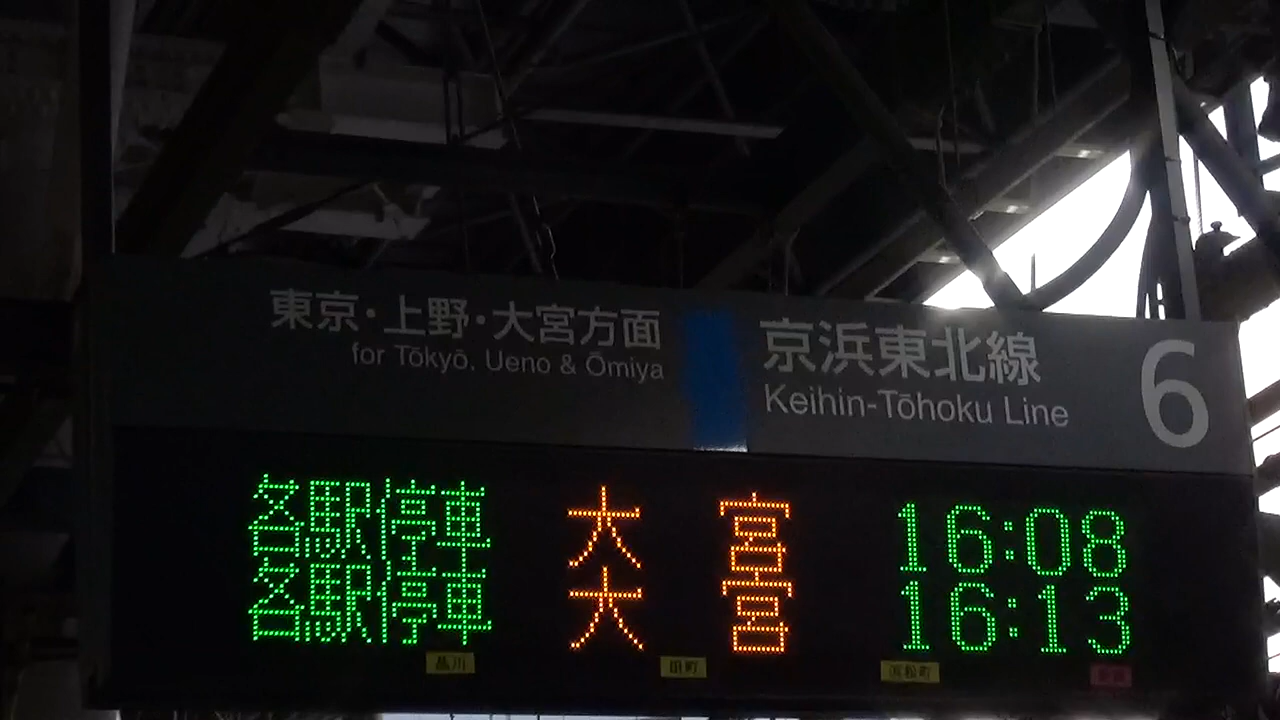 東京・上野・大宮方面
for Tōkyō, Ueno & Ōmiya
京浜東北線
Keihin-Tōhoku Line
6
各駅停車 大宮 16:08
各駅停車 大宮 16:13
品川 田町 浜松町